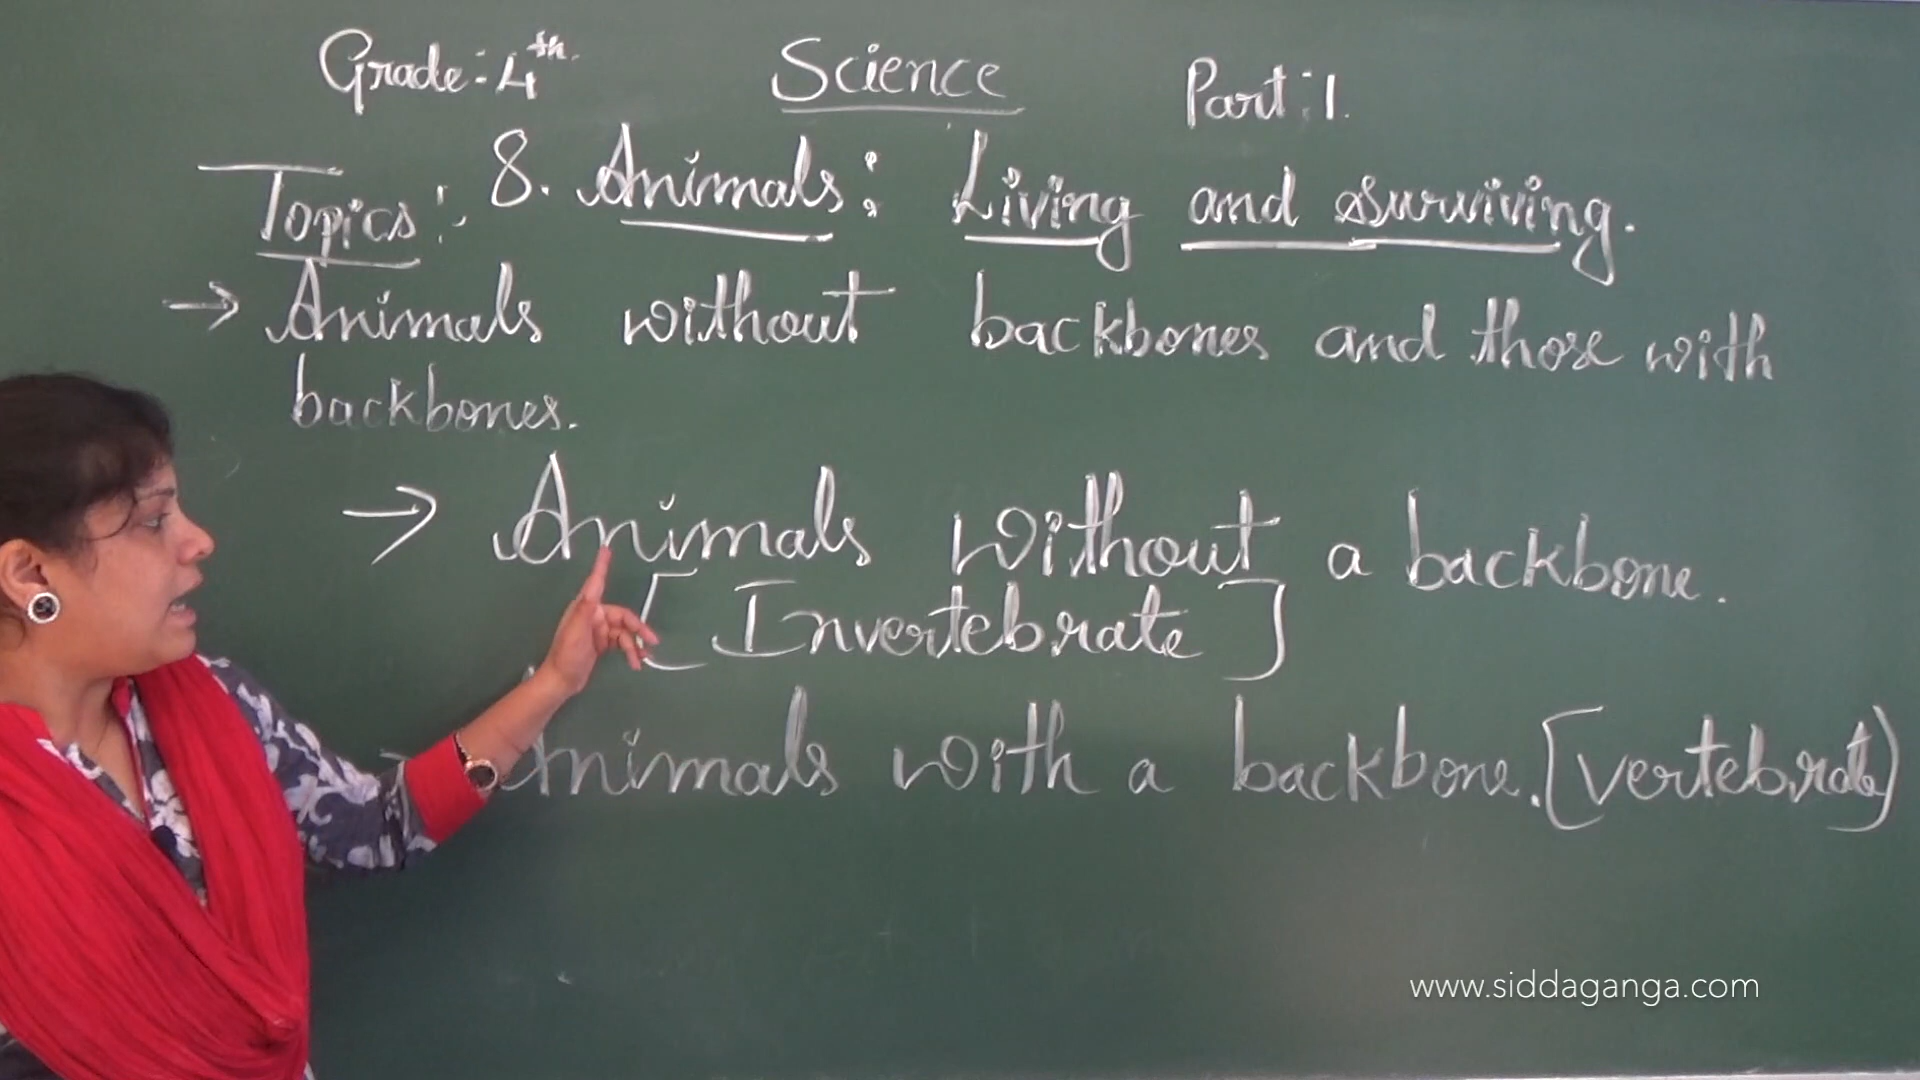 Grade:- 4th. Science Part:1.
8. Animals: Living and surviving.
Topics:-
→ Animals without backbones and those with
backbones.
→ Animals without a backbone.
[Invertebrate]
Animals with a backbone. [vertebrate]
www.siddaganga.com